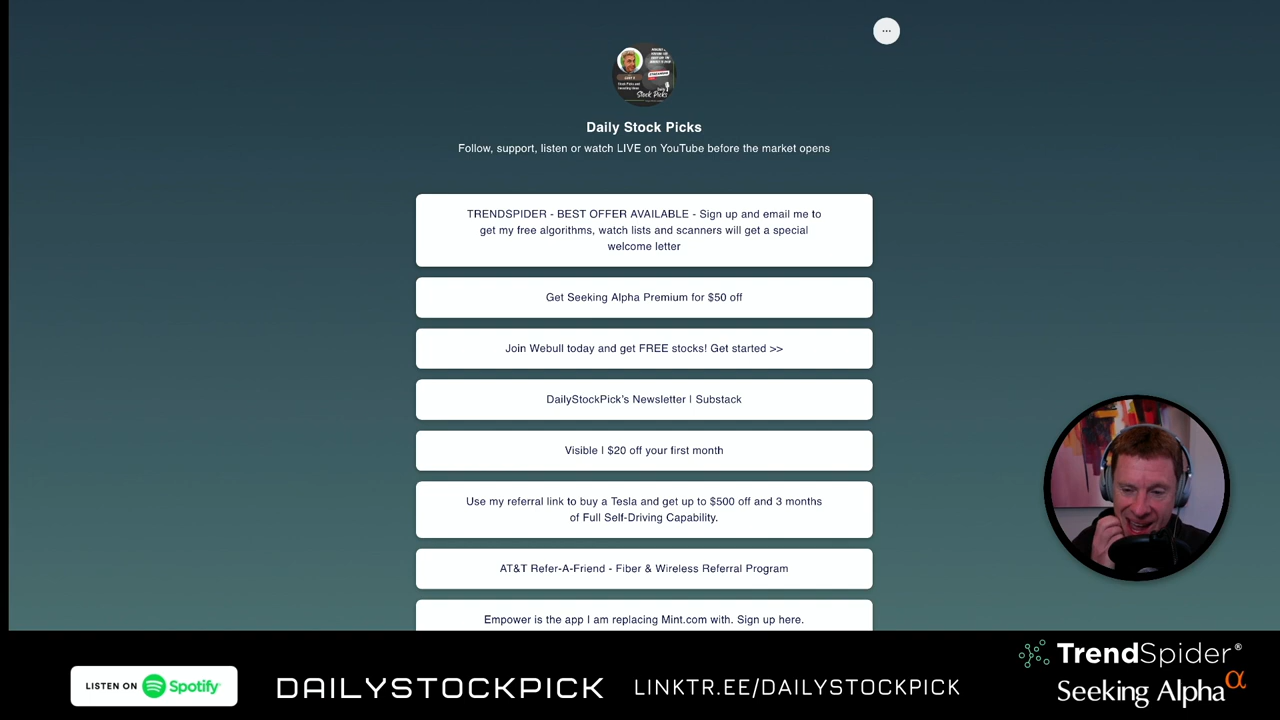 ...
Stock Picks
Daily Stock Picks
Follow, support, listen or watch LIVE on YouTube before the market opens
TRENDSPIDER - BEST OFFER AVAILABLE - Sign up and email me to
get my free algorithms, watch lists and scanners will get a special
welcome letter
Get Seeking Alpha Premium for $50 off
Join Webull today and get FREE stocks! Get started >>
DailyStockPick's Newsletter | Substack
Visible | $20 off your first month
Use my referral link to buy a Tesla and get up to $500 off and 3 months
of Full Self-Driving Capability.
AT&T Refer-A-Friend - Fiber & Wireless Referral Program
Empower is the app I am replacing Mint.com with. Sign up here.
LISTEN ON Spotify
DAILYSTOCKPICK
LINKTR.EE/DAILYSTOCKPICK
TrendSpider®
Seeking Alpha α